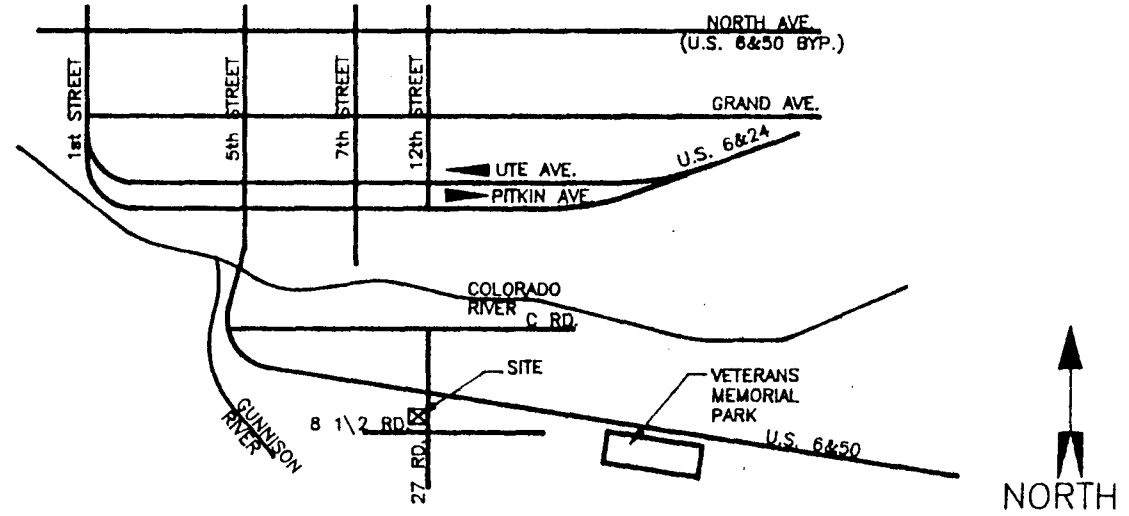 NORTH AVE.
(U.S. 6&50 BYP.)
1st STREET
5th STREET
7th STREET
12th STREET
GRAND AVE.
U.S. 6&24
UTE AVE.
PITKIN AVE.
COLORADO
RIVER
C RD.
SITE
VETERANS
MEMORIAL
PARK
GUNNISON
RIVER
8 1\2 RD.
27 RD.
U.S. 6&50
NORTH